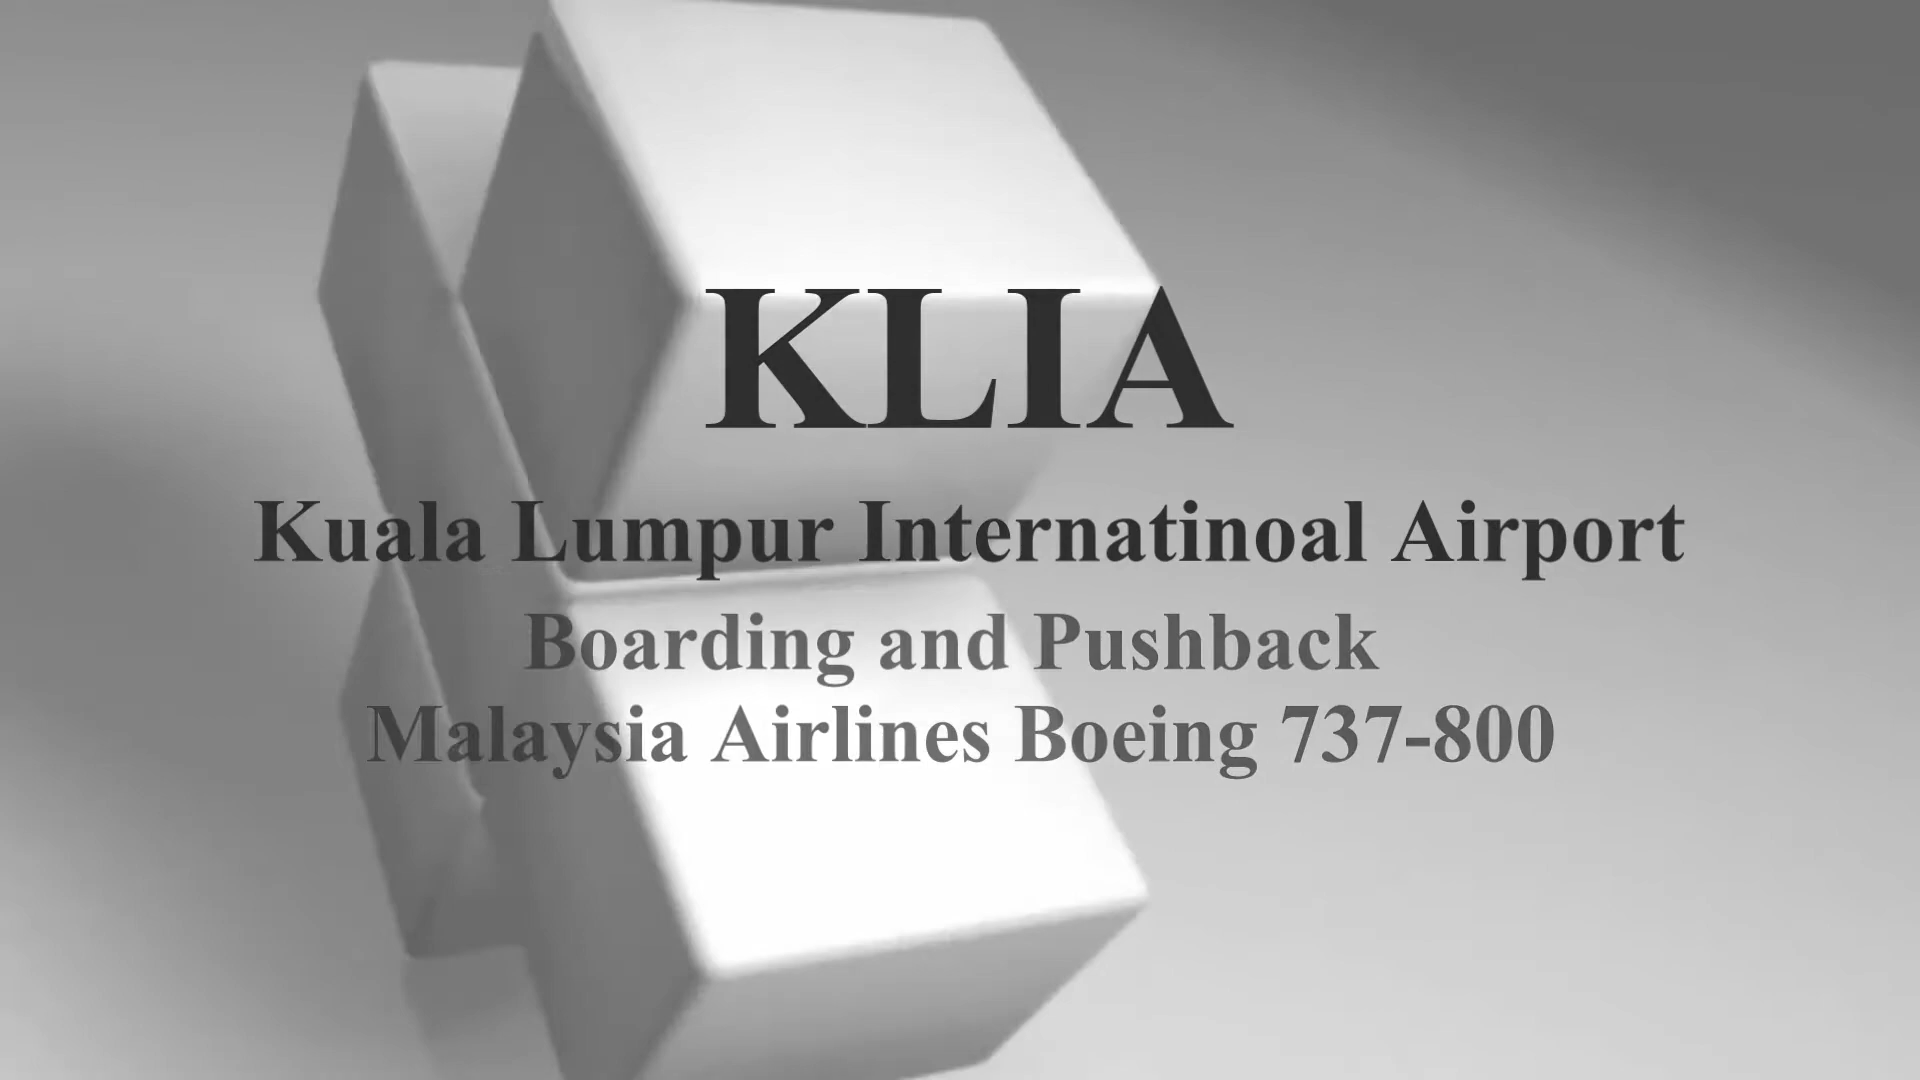 KLIA
Kuala Lumpur Internatinoal Airport
Boarding and Pushback
Malaysia Airlines Boeing 737-800